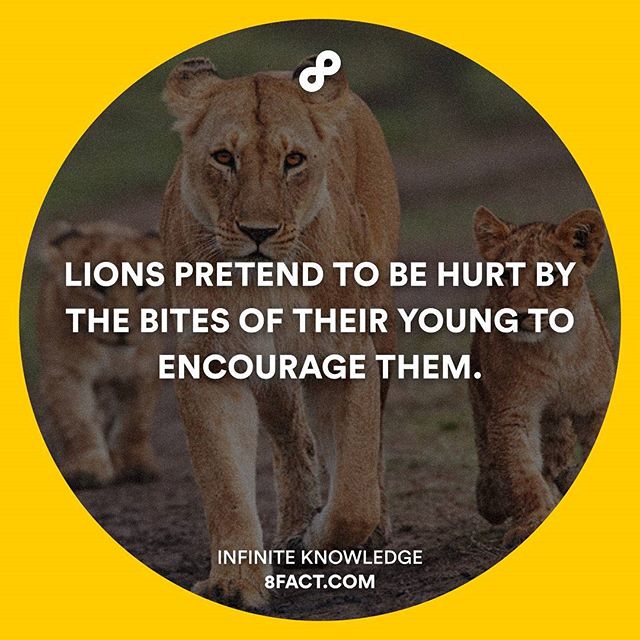 LIONS PRETEND TO BE HURT BY
THE BITES OF THEIR YOUNG TO
ENCOURAGE THEM.
INFINITE KNOWLEDGE
8FACT.COM